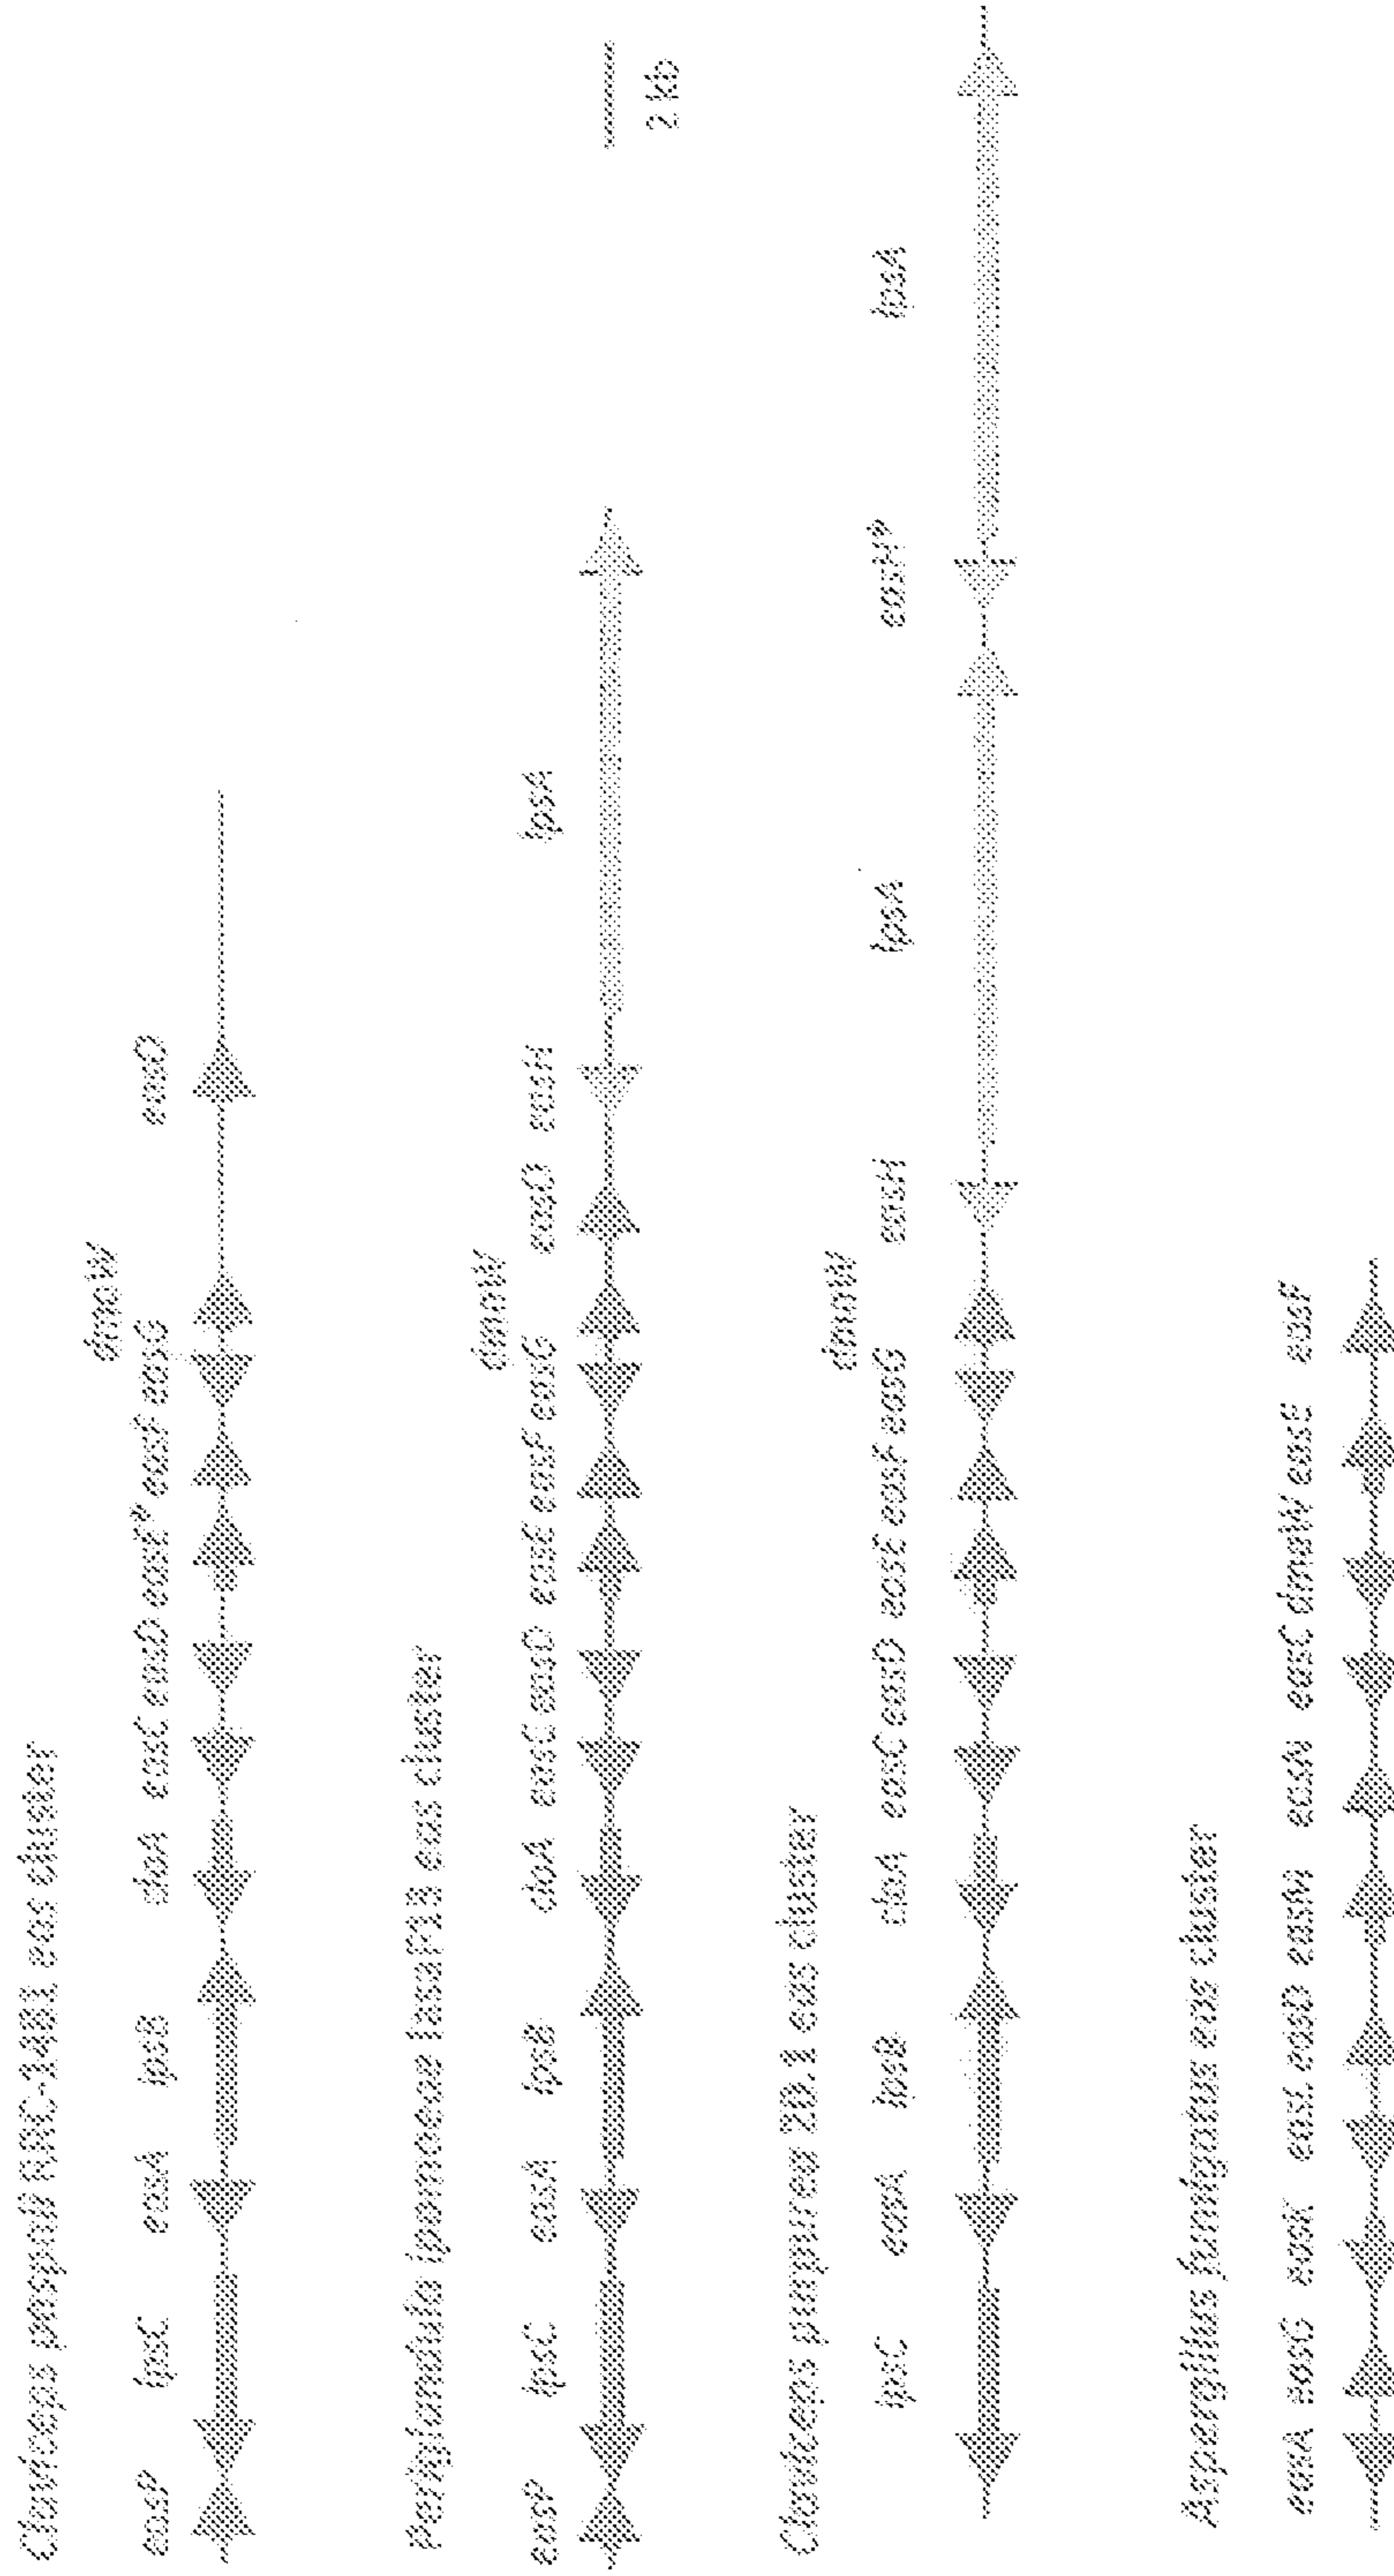 Claviceps paspali RRC-1481 eas cluster
dmaW
easP lpsC easA lpsB cloA easC easD easE* easF easG easO
Periglandula ipomoeae IasaF13 eas cluster
dmaW
easP lpsC easA lpsB cloA easC easD easE easF easG easO easH lpsA
2 kb
Claviceps purpurea 20.1 eas cluster
dmaW
lpsC easA lpsB cloA easC easD easE easF easG easH lpsA easH* lpsA
Aspergillus fumigatus eas cluster
easA easG easK easL easD easM easN easC dmaW easE easF